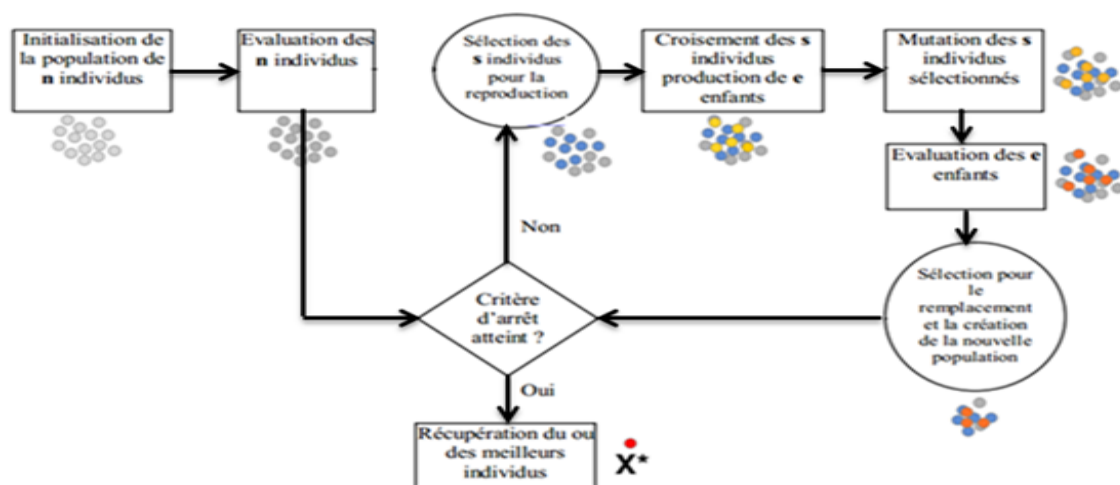 Initialisation de
la population de
n individus
Evaluation des
n individus
Sélection des
s individus
pour la
reproduction
Croisement des s
individus
production de e
enfants
Mutation des s
individus
sélectionnés
Evaluation des e
enfants
Sélection pour
le
remplacement
et la création
de la nouvelle
population
Non
Critère
d'arrêt
atteint ?
Oui
Récupération du ou
des meilleurs
individus
X*